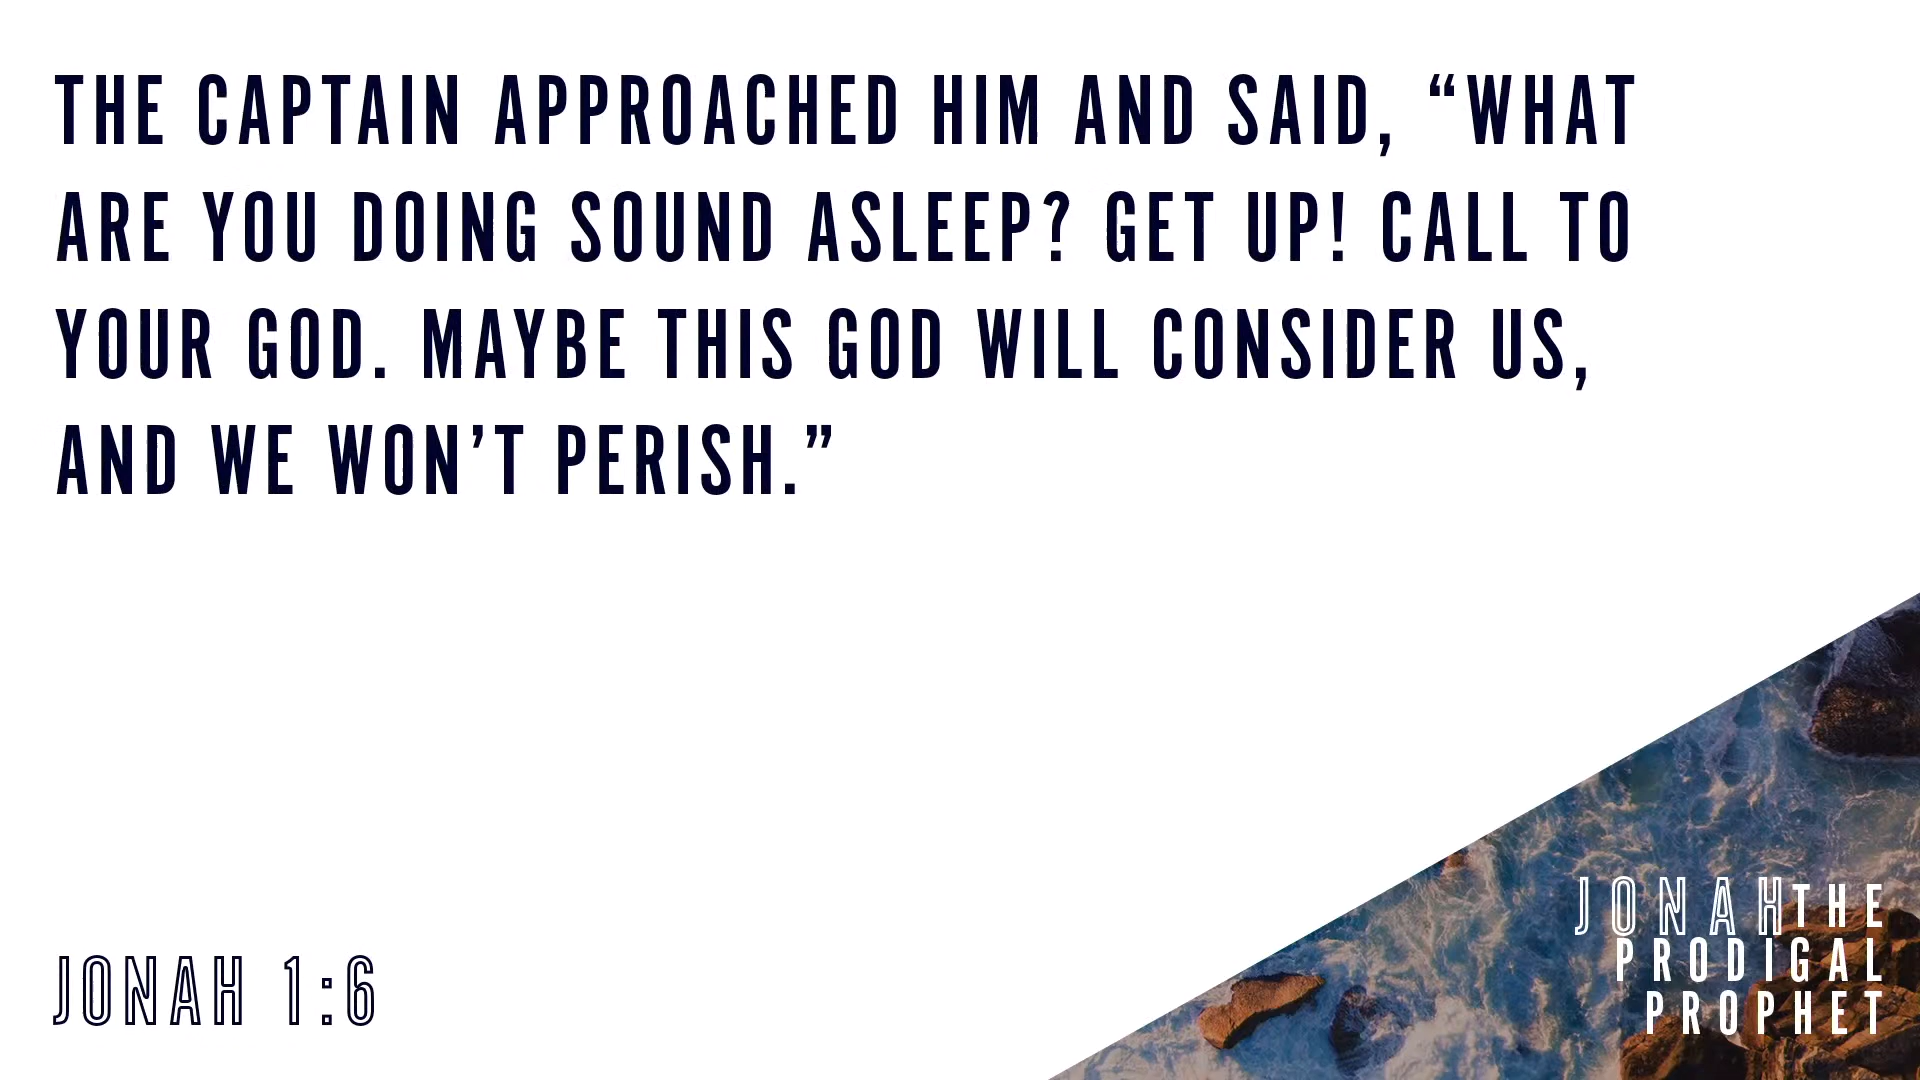 THE CAPTAIN APPROACHED HIM AND SAID, “WHAT
ARE YOU DOING SOUND ASLEEP? GET UP! CALL TO
YOUR GOD. MAYBE THIS GOD WILL CONSIDER US,
AND WE WON’T PERISH.”
JONAH 1:6
JONAH THE
PRODIGAL
PROPHET